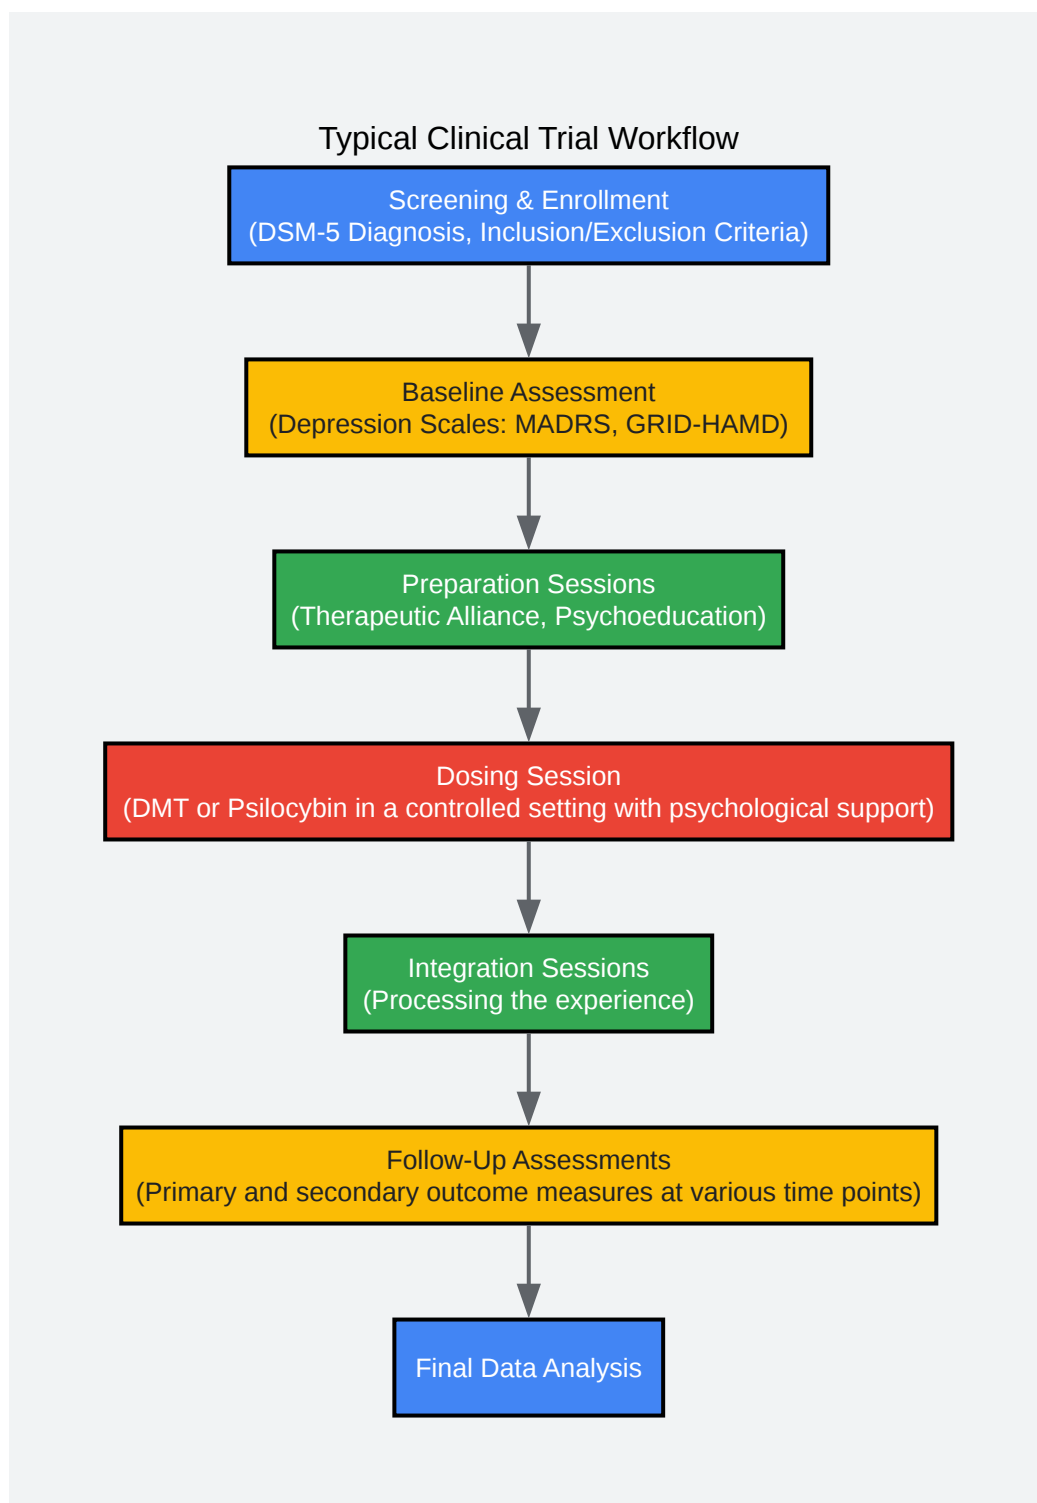 Typical Clinical Trial Workflow
Screening & Enrollment
(DSM-5 Diagnosis, Inclusion/Exclusion Criteria)
Baseline Assessment
(Depression Scales: MADRS, GRID-HAMD)
Preparation Sessions
(Therapeutic Alliance, Psychoeducation)
Dosing Session
(DMT or Psilocybin in a controlled setting with psychological support)
Integration Sessions
(Processing the experience)
Follow-Up Assessments
(Primary and secondary outcome measures at various time points)
Final Data Analysis